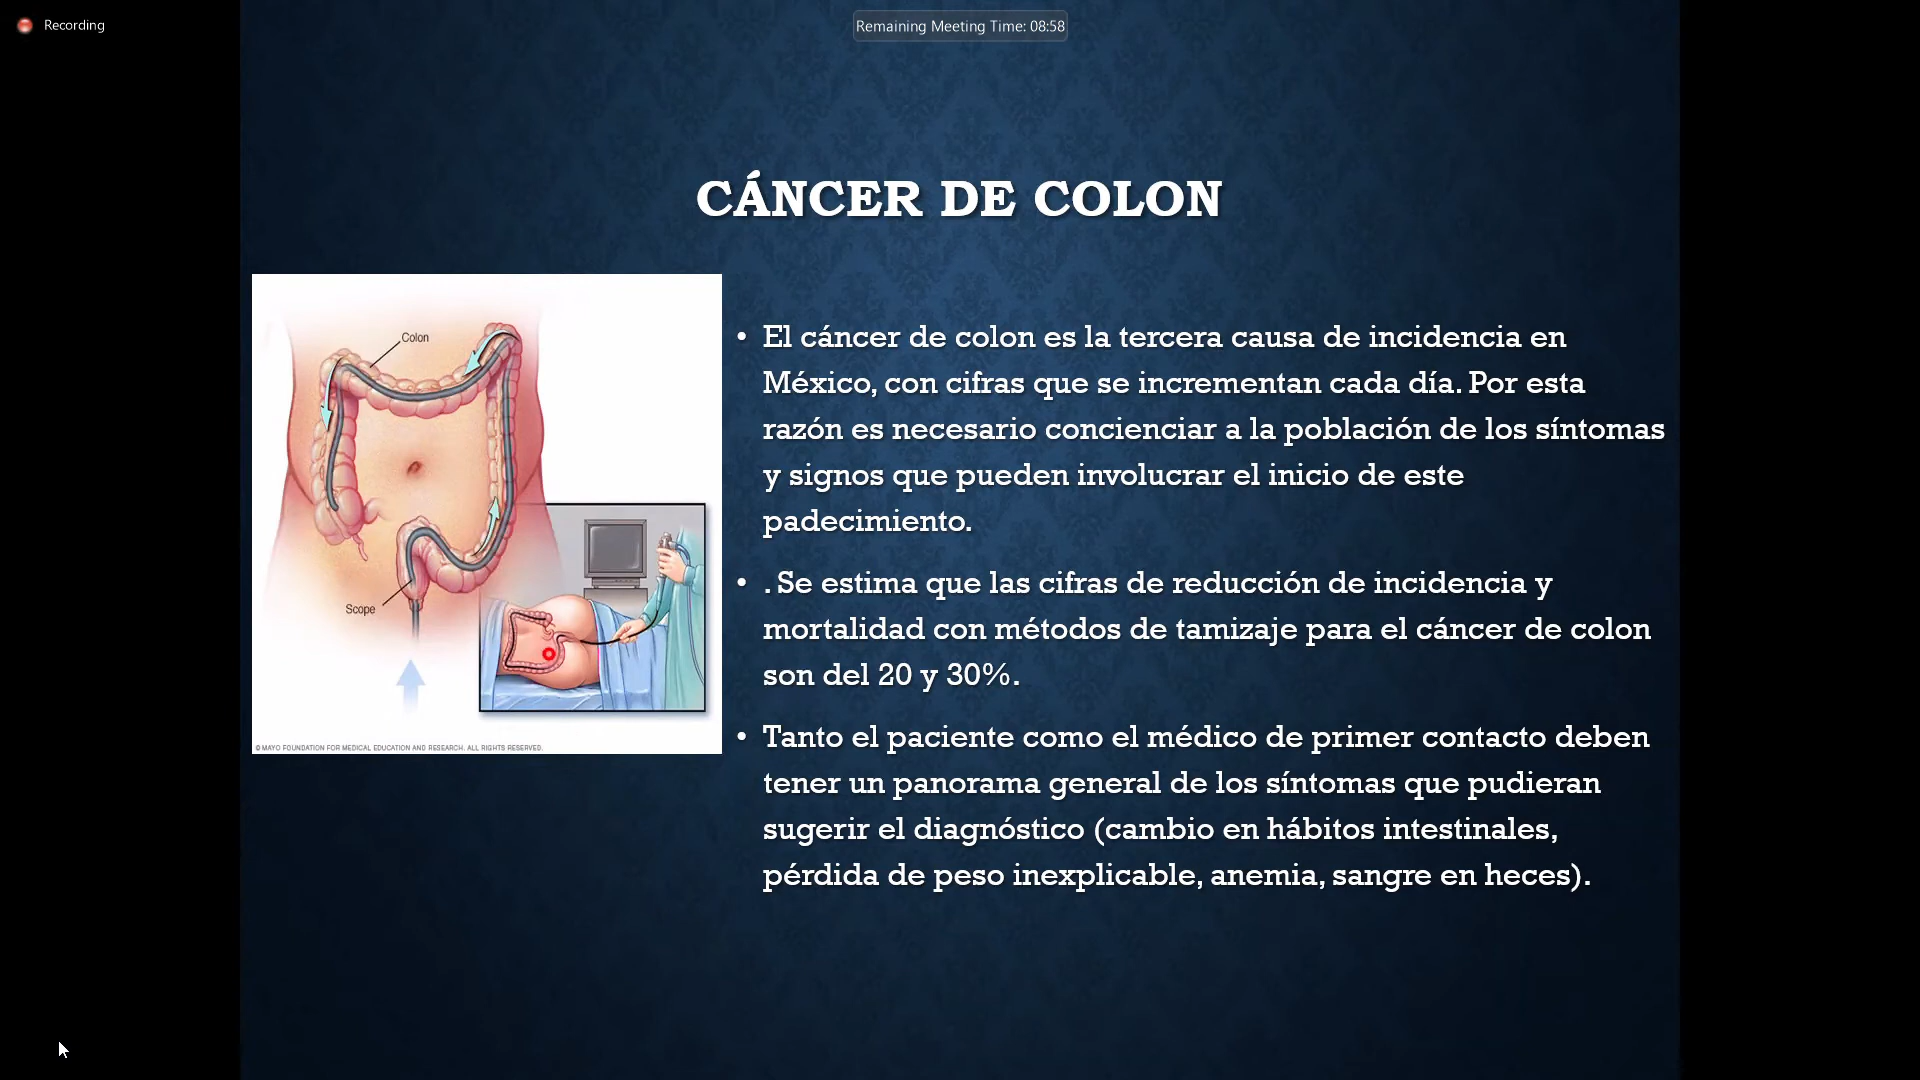 Recording
Remaining Meeting Time: 08:58
CÁNCER DE COLON
Colon
Scope
© MAYO FOUNDATION FOR MEDICAL EDUCATION AND RESEARCH. ALL RIGHTS RESERVED.
• El cáncer de colon es la tercera causa de incidencia en
México, con cifras que se incrementan cada día. Por esta
razón es necesario concienciar a la población de los síntomas
y signos que pueden involucrar el inicio de este
padecimiento.
• . Se estima que las cifras de reducción de incidencia y
mortalidad con métodos de tamizaje para el cáncer de colon
son del 20 y 30%.
• Tanto el paciente como el médico de primer contacto deben
tener un panorama general de los síntomas que pudieran
sugerir el diagnóstico (cambio en hábitos intestinales,
pérdida de peso inexplicable, anemia, sangre en heces).